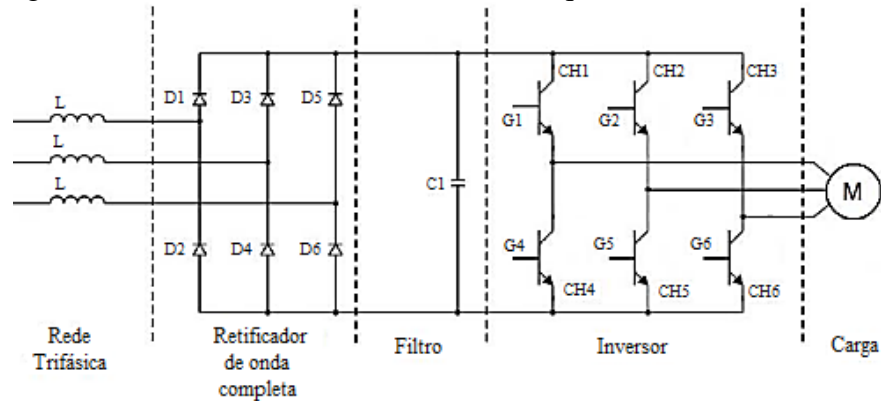 CH1
CH2
CH3
D1
D3
D5
L
G1
G2
G3
L
L
C1
M
D2
D4
D6
G4
G5
G6
CH4
CH5
CH6
Rede
Trifásica
Retificador
de onda
completa
Filtro
Inversor
Carga